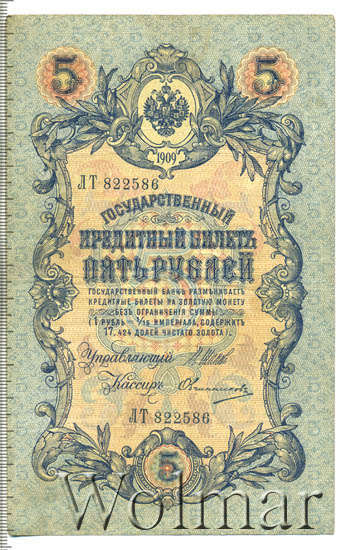 5 5
1909
ЛТ 822586
ГОСУДАРСТВЕННЫЙ
КРЕДИТНЫЙ БИЛЕТЪ
ПЯТЬ РУБЛЕЙ
ГОСУДАРСТВЕННЫЙ БАНКЪ РАЗМѢНИВАЕТЪ
КРЕДИТНЫЕ БИЛЕТЫ НА ЗОЛОТУЮ МОНЕТУ
БЕЗЪ ОГРАНИЧЕНІЯ СУММЫ
(1 РУБЛЬ = 1/15 ИМПЕРІАЛА, СОДЕРЖИТЪ
17,424 ДОЛЕЙ ЧИСТАГО ЗОЛОТА).
Управляющій
Кассиръ Овчинниковъ
ЛТ 822586
5
Wolmar